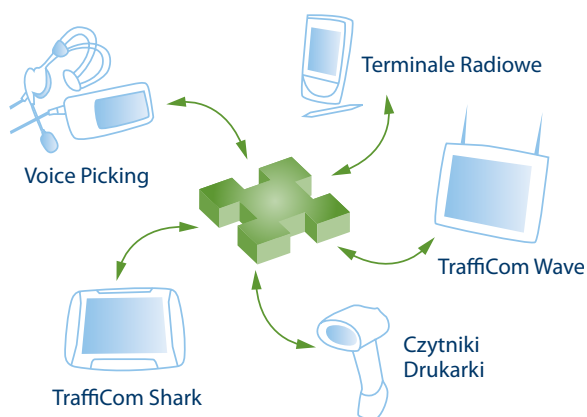 Terminale Radiowe
Voice Picking
TraffiCom Wave
Czytniki
Drukarki
TraffiCom Shark